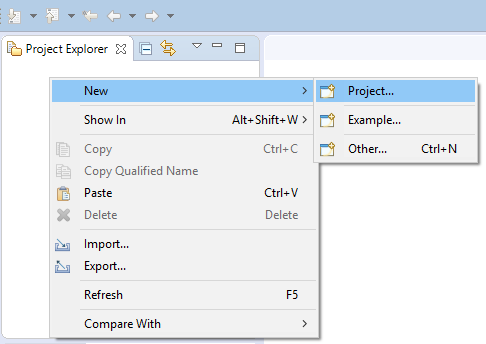 Project Explorer
New
Project...
Show In Alt+Shift+W
Example...
Copy Ctrl+C
Other... Ctrl+N
Copy Qualified Name
Paste Ctrl+V
Delete Delete
Import...
Export...
Refresh F5
Compare With